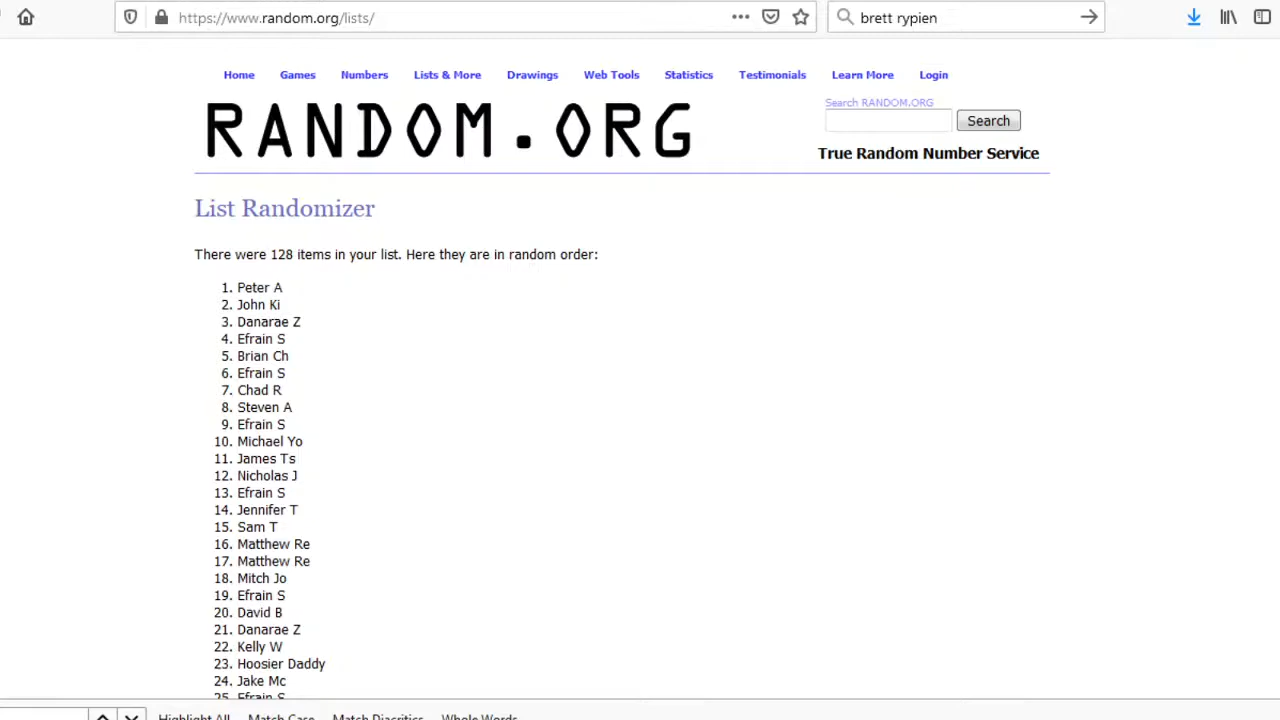 https://www.random.org/lists/
brett rypien
Home Games Numbers Lists & More Drawings Web Tools Statistics Testimonials Learn More Login
RANDOM.ORG
Search RANDOM.ORG
Search
True Random Number Service
List Randomizer
There were 128 items in your list. Here they are in random order:
1. Peter A
2. John Ki
3. Danarae Z
4. Efrain S
5. Brian Ch
6. Efrain S
7. Chad R
8. Steven A
9. Efrain S
10. Michael Yo
11. James Ts
12. Nicholas J
13. Efrain S
14. Jennifer T
15. Sam T
16. Matthew Re
17. Matthew Re
18. Mitch Jo
19. Efrain S
20. David B
21. Danarae Z
22. Kelly W
23. Hoosier Daddy
24. Jake Mc
25. Efrain S
Highlight All Match Case Match Diacritics Whole Words